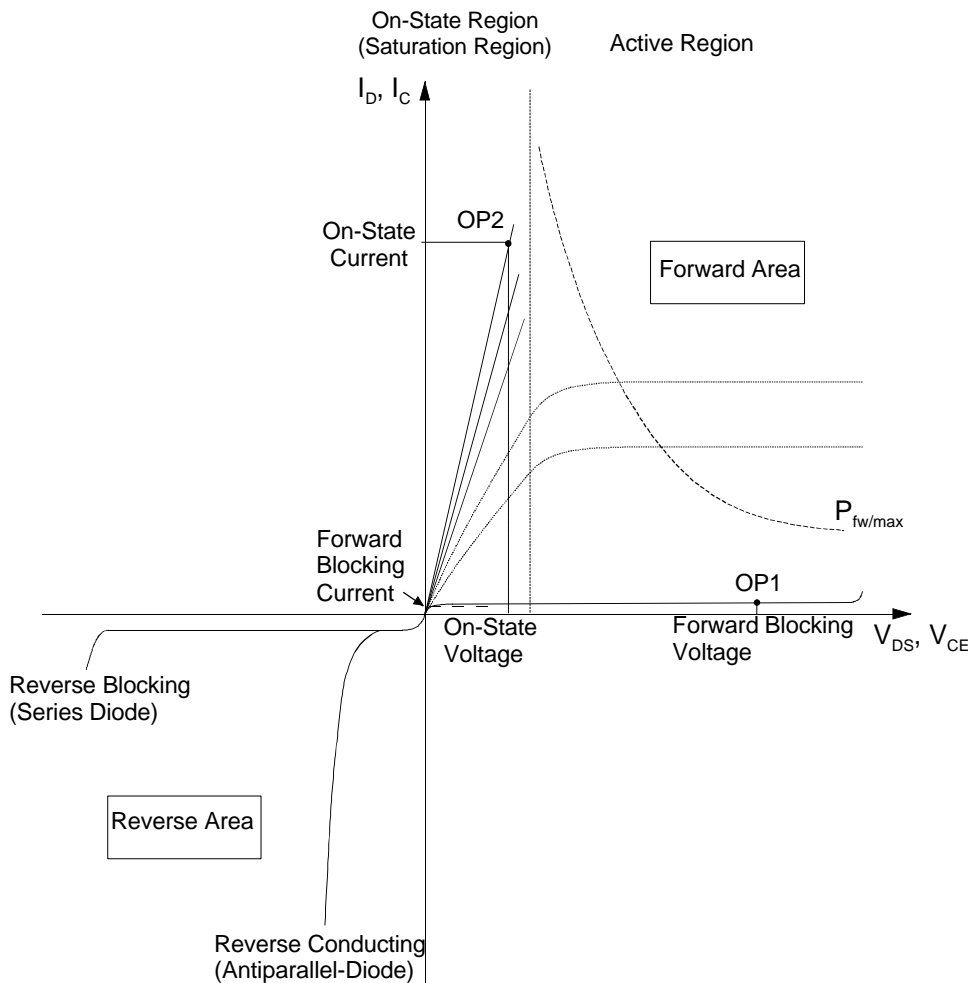 On-State Region
(Saturation Region)
Active Region
I_D, I_C
OP2
On-State
Current
Forward Area
P_fw/max
Forward
Blocking
Current
OP1
On-State
Voltage
Forward Blocking
Voltage
V_DS, V_CE
Reverse Blocking
(Series Diode)
Reverse Area
Reverse Conducting
(Antiparallel-Diode)